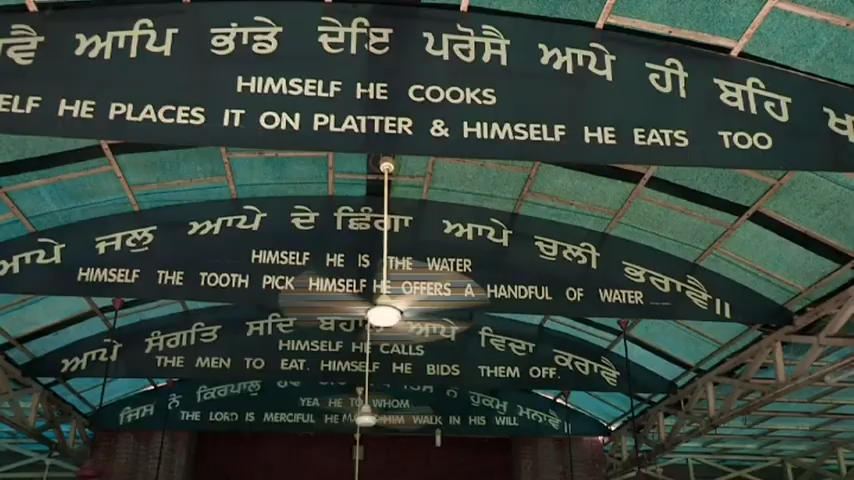 ਆਪਿ ਭਾਂਡੇ ਦੇਇ ਪਰੋਸੈ ਆਪੇ ਹੀ ਬਹਿ
HIMSELF HE COOKS
HE PLACES IT ON PLATTER & HIMSELF HE EATS TOO
ਆਪੇ ਜਲੁ ਆਪੇ ਦੇ ਛਿੰਗਾ ਆਪੇ ਚੁਲੀ ਭਰਾਵੈ॥
HIMSELF HE IS THE WATER
HIMSELF THE TOOTH PICK HIMSELF HE OFFERS A HANDFUL OF WATER
ਆਪੇ ਸੰਗਤਿ ਸਦਿ ਆਪੇ ਵਿਦਾ ਕਰਾਵੈ
HIMSELF HE CALLS
THE MEN TO EAT. HIMSELF HE BIDS THEM OFF.
ਜਿਸ ਨੋ ਕਿਰਪਾਲੁ ਹੁਕਮੁ ਮਨਾਵੈ
YEA HE TO WHOM
THE LORD IS MERCIFUL HE HIM WALK IN HIS WILL